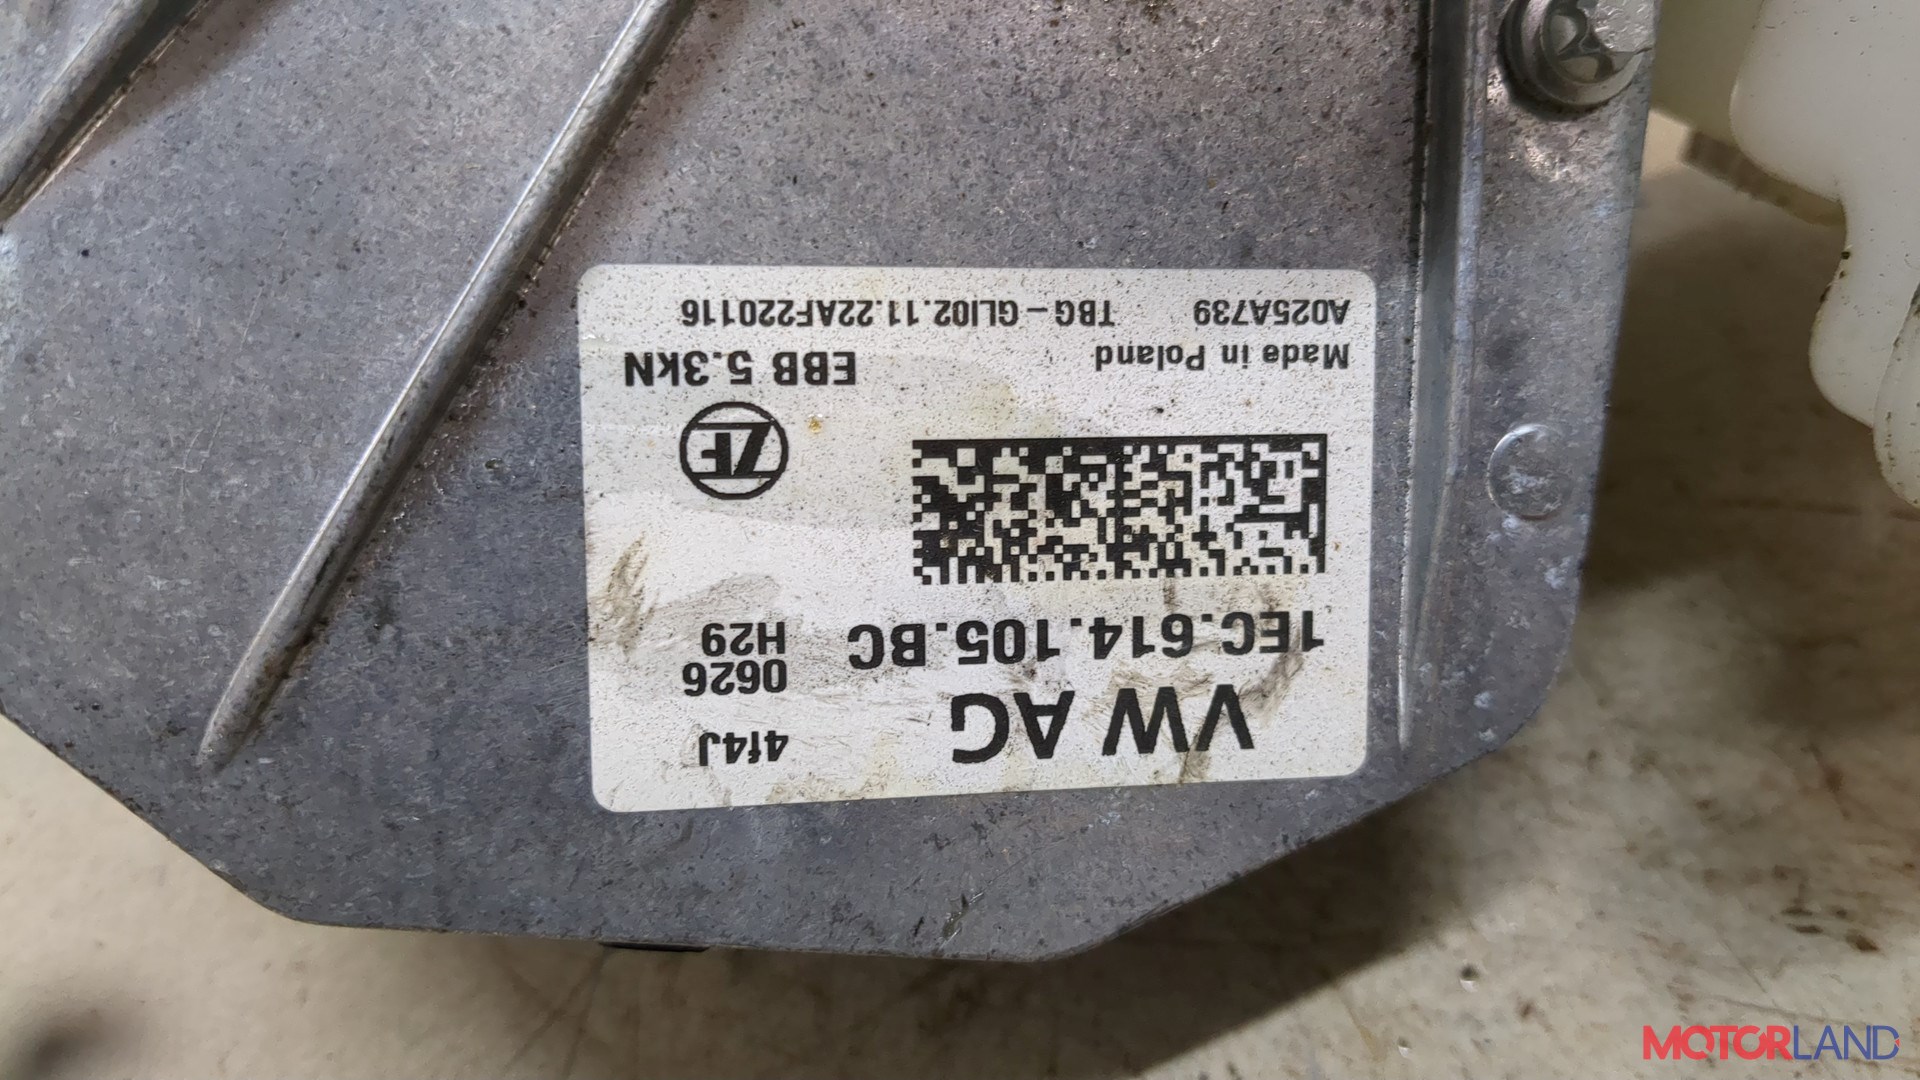 VW AG
4f4J
1EC.614.105.BC
0626
H29
ZF
Made in Poland
EBB 5.3kN
A025A739 TBG-GLI02.11.22AF220116
MOTORLAND